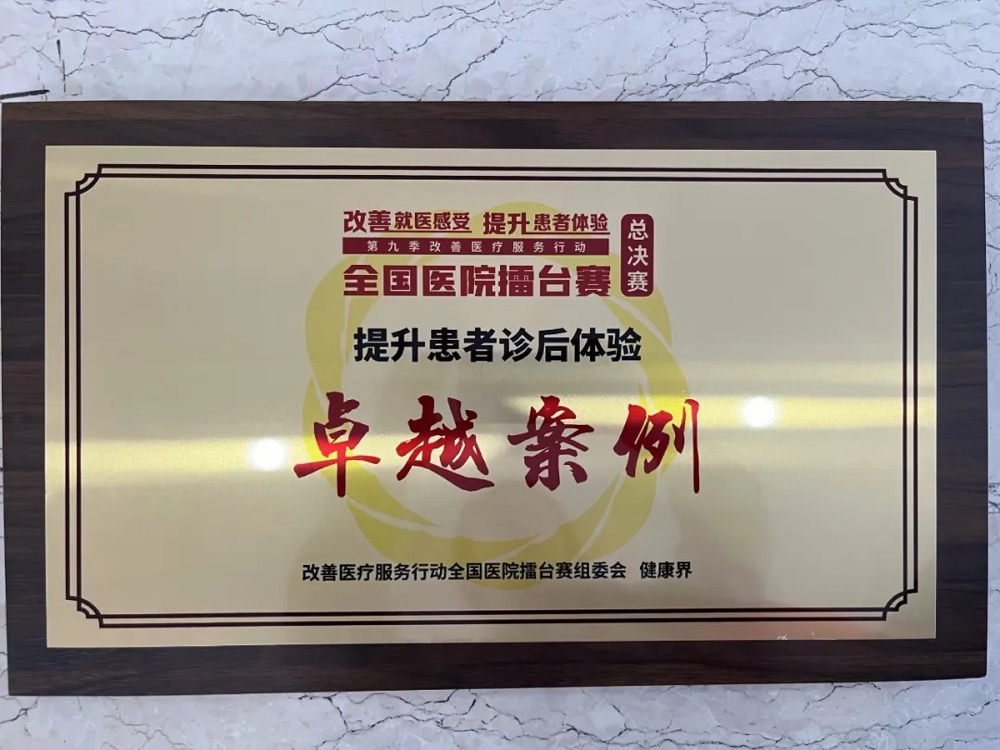 改善就医感受 提升患者体验
第九季改善医疗服务行动
全国医院擂台赛
总决赛
提升患者诊后体验
卓越案例
改善医疗服务行动全国医院擂台赛组委会 健康界